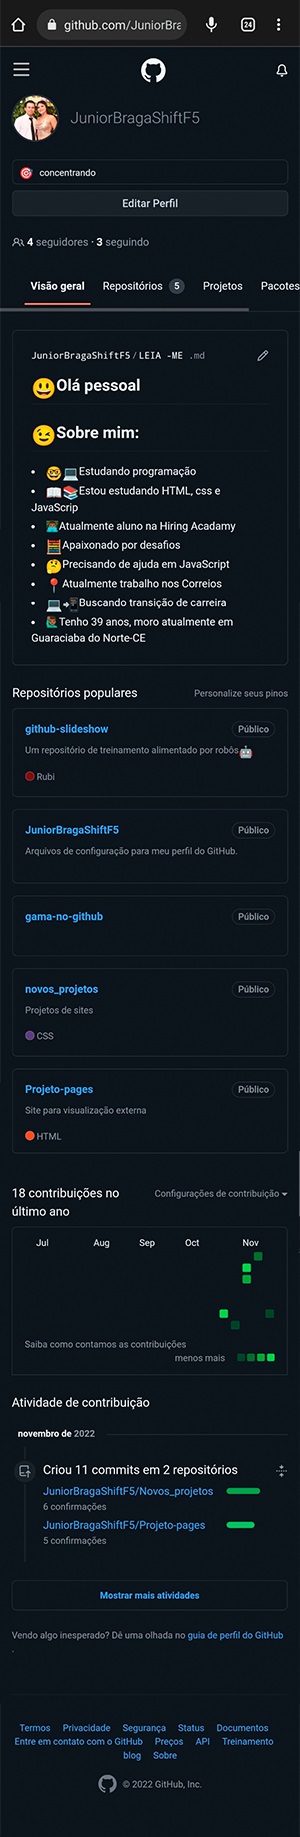 github.com/JuniorBra
24
JuniorBragaShiftF5
concentrando
Editar Perfil
4 seguidores · 3 seguindo
Visão geral Repositórios 5 Projetos Pacotes
JuniorBragaShiftF5/LEIA -ME .md
😃Olá pessoal
😉Sobre mim:
• 🤓💻Estudando programação
• 📖📚Estou estudando HTML, css e
JavaScrip
• 👨🏽‍💻Atualmente aluno na Hiring Acadamy
• 🧮Apaixonado por desafios
• 🤔Precisando de ajuda em JavaScript
• 📍Atualmente trabalho nos Correios
• 💻📲Buscando transição de carreira
• 🙋🏽‍♂️Tenho 39 anos, moro atualmente em
Guaraciaba do Norte-CE
Repositórios populares Personalize seus pinos
github-slideshow Público
Um repositório de treinamento alimentado por robôs🤖
Rubi
JuniorBragaShiftF5 Público
Arquivos de configuração para meu perfil do GitHub.
gama-no-github Público
novos_projetos Público
Projetos de sites
CSS
Projeto-pages Público
Site para visualização externa
HTML
18 contribuições no Configurações de contribuição
último ano
Jul Aug Sep Oct Nov
Saiba como contamos as contribuições
menos mais
Atividade de contribuição
novembro de 2022
Criou 11 commits em 2 repositórios
JuniorBragaShiftF5/Novos_projetos
6 confirmações
JuniorBragaShiftF5/Projeto-pages
5 confirmações
Mostrar mais atividades
Vendo algo inesperado? Dê uma olhada no guia de perfil do GitHub
.
Termos Privacidade Segurança Status Documentos
Entre em contato com o GitHub Preços API Treinamento
blog Sobre
© 2022 GitHub, Inc.